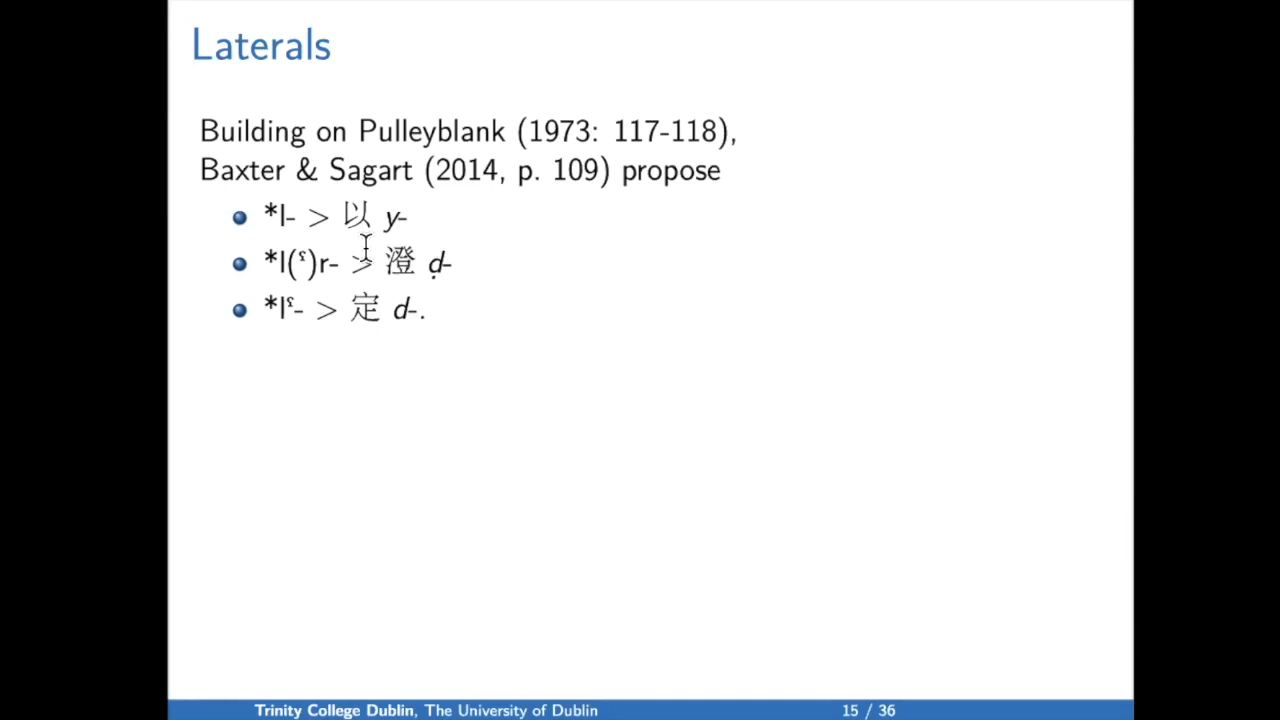 Laterals
Building on Pulleyblank (1973: 117-118),
Baxter & Sagart (2014, p. 109) propose
*l- > 以 y-
*l(ˤ)r- > 澄 ḍ-
*lˤ- > 定 d-.
Trinity College Dublin, The University of Dublin
15 / 36